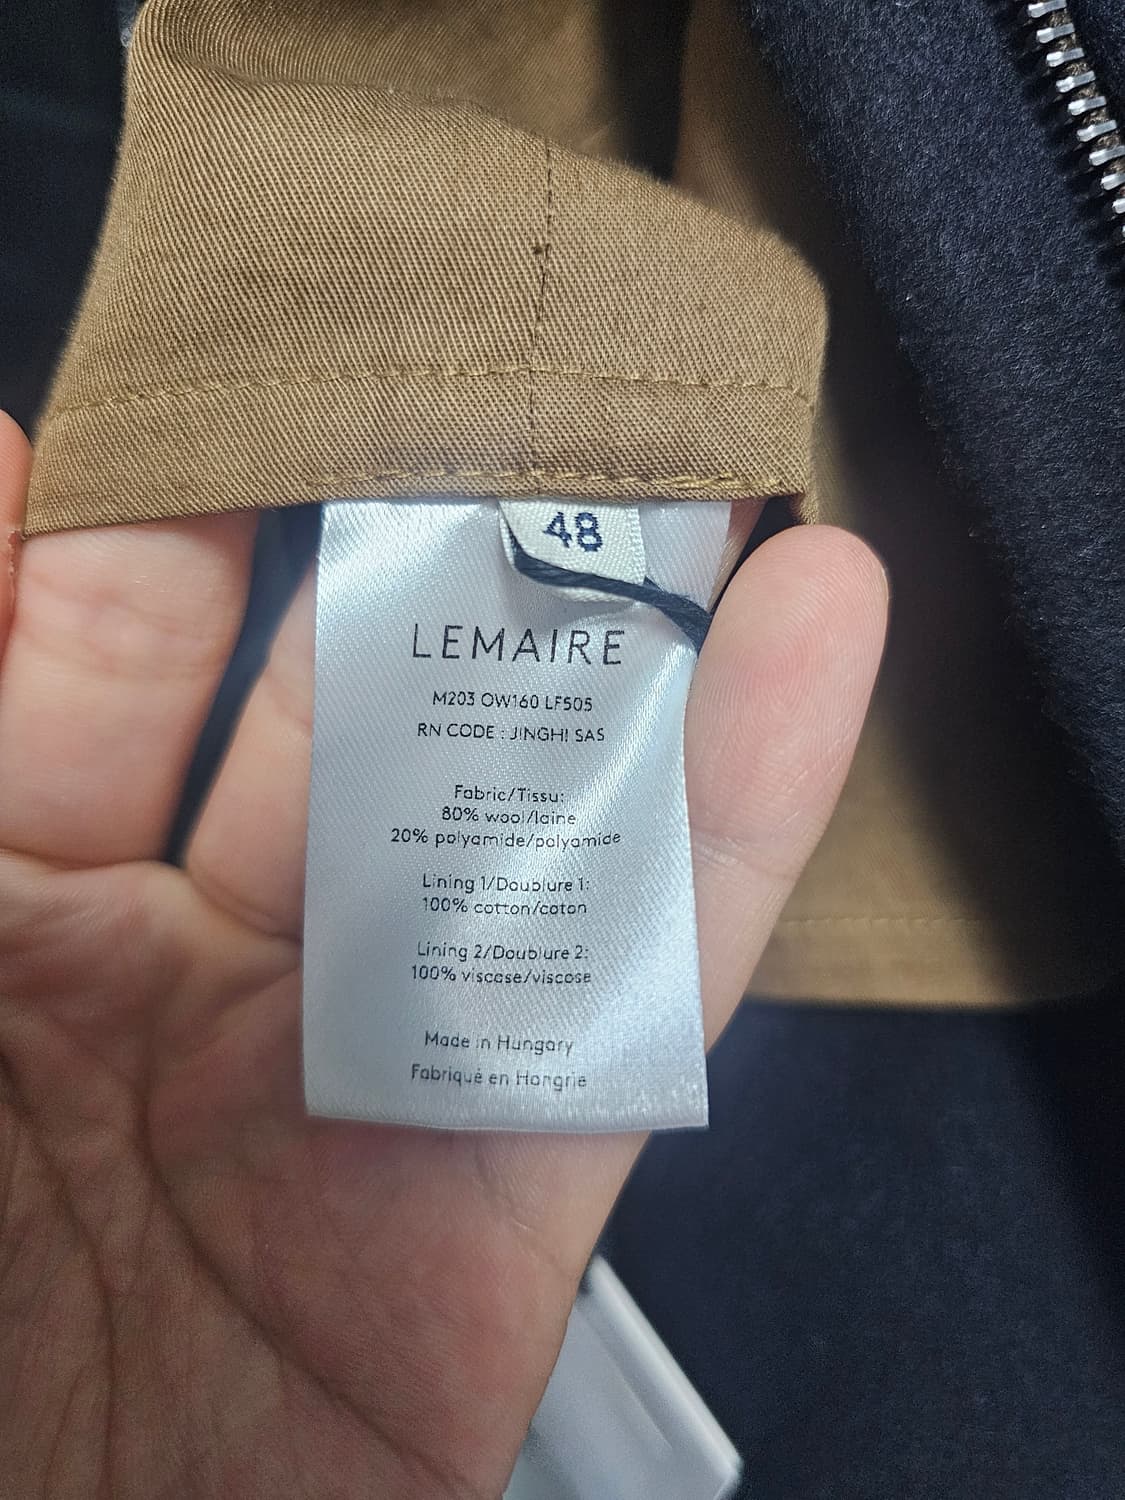 48
LEMAIRE
M203 OW160 LF505
RN CODE : JINGHI SAS
Fabric/Tissu:
80% wool/laine
20% polyamide/polyamide
Lining 1/Doublure 1:
100% cotton/coton
Lining 2/Doublure 2:
100% viscose/viscose
Made in Hungary
Fabriqué en Hongrie